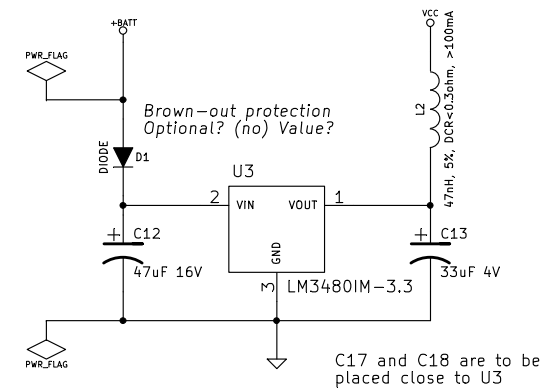 +BATT
VCC
PWR_FLAG
Brown-out protection
Optional? (no) Value?
DIODE
D1
L2
47nH, 5%, DCR<0.3ohm, >100mA
U3
2
VIN
VOUT
1
GND
3
C12
47uF 16V
C13
33uF 4V
LM3480IM-3.3
PWR_FLAG
C17 and C18 are to be
placed close to U3